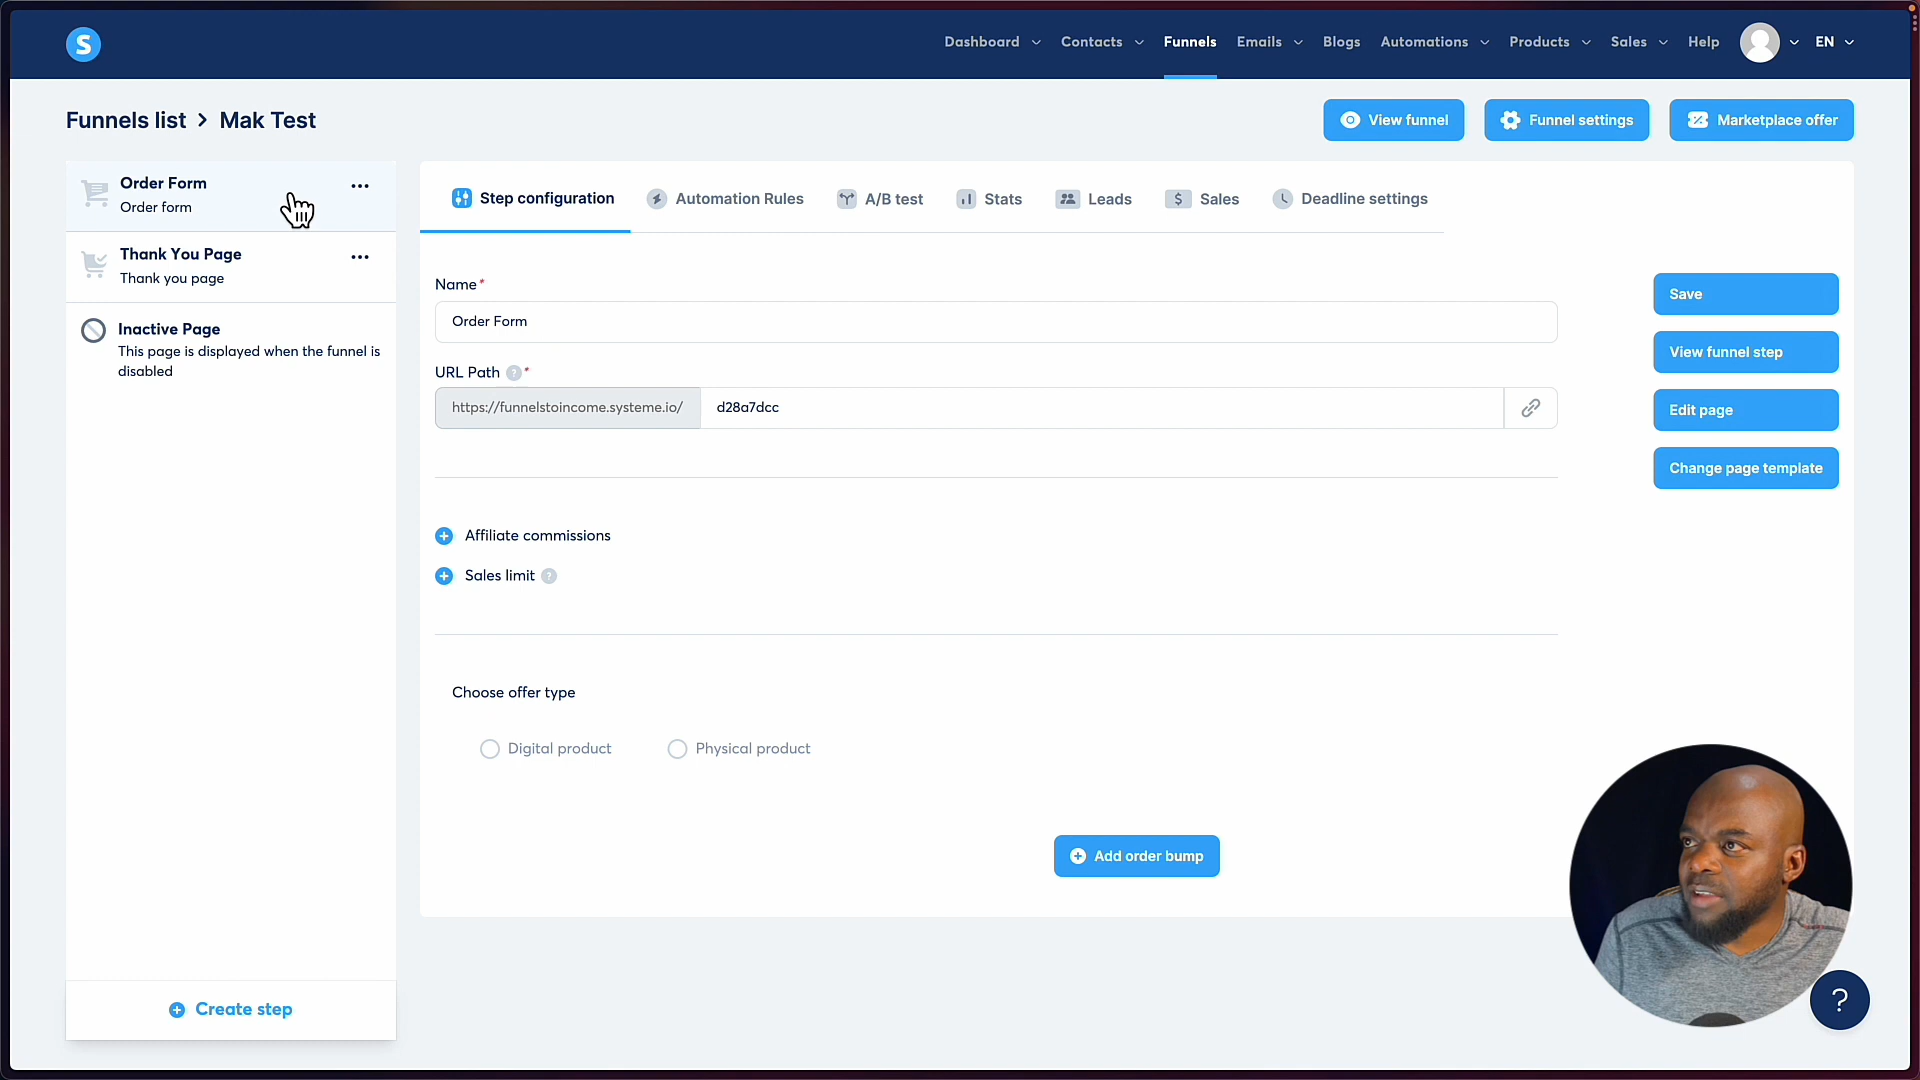 S
Dashboard
Contacts
Funnels
Emails
Blogs
Automations
Products
Sales
Help
EN
Funnels list > Mak Test
View funnel
Funnel settings
Marketplace offer
Order Form
Order form
Thank You Page
Thank you page
Inactive Page
This page is displayed when the funnel is
disabled
Create step
Step configuration
Automation Rules
A/B test
Stats
Leads
$ Sales
Deadline settings
Name*
Order Form
URL Path ? *
https://funnelstoincome.systeme.io/
d28a7dcc
Affiliate commissions
Sales limit ?
Choose offer type
Digital product
Physical product
Add order bump
Save
View funnel step
Edit page
Change page template
?